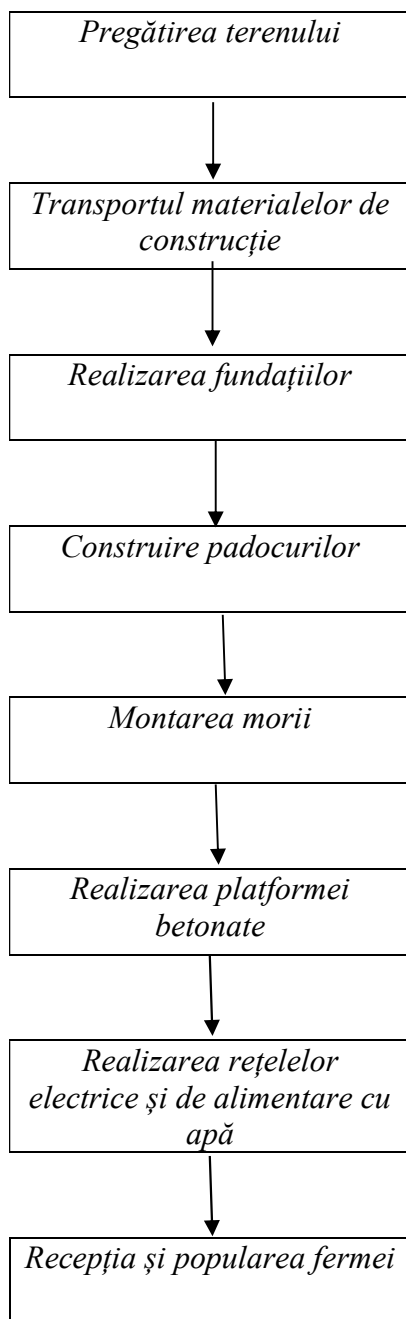 Pregătirea terenului
Transportul materialelor de
construcție
Realizarea fundațiilor
Construire padocurilor
Montarea morii
Realizarea platformei
betonate
Realizarea rețelelor
electrice și de alimentare cu
apă
Recepția și popularea fermei